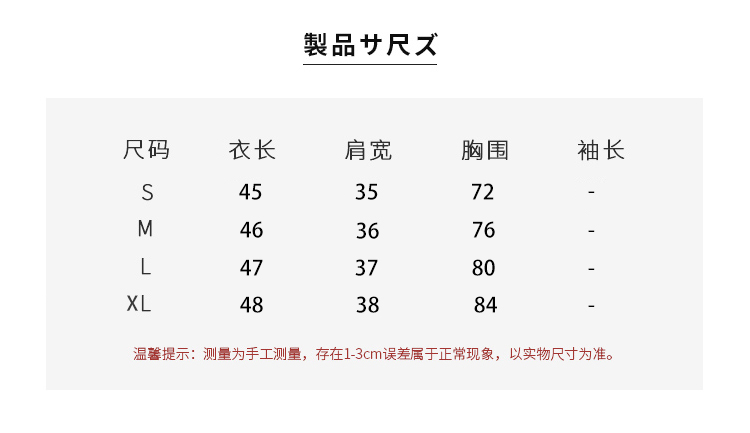 製品サ尺ズ
尺码 衣长 肩宽 胸围 袖长
S 45 35 72 -
M 46 36 76 -
L 47 37 80 -
XL 48 38 84 -
温馨提示：测量为手工测量，存在1-3cm误差属于正常现象，以实物尺寸为准。